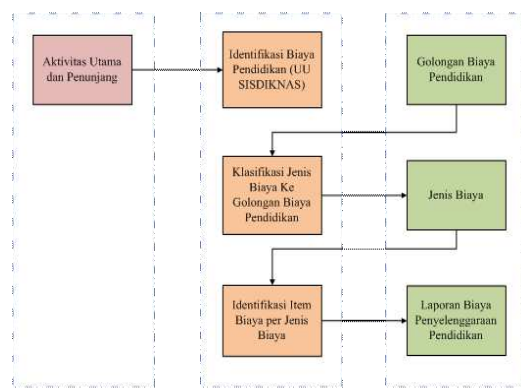 Aktivitas Utama
dan Penunjang
Identifikasi Biaya
Pendidikan (UU
SISDIKNAS)
Golongan Biaya
Pendidikan
Klasifikasi Jenis
Biaya Ke
Golongan Biaya
Pendidikan
Jenis Biaya
Identifikasi Item
Biaya per Jenis
Biaya
Laporan Biaya
Penyelenggaraan
Pendidikan